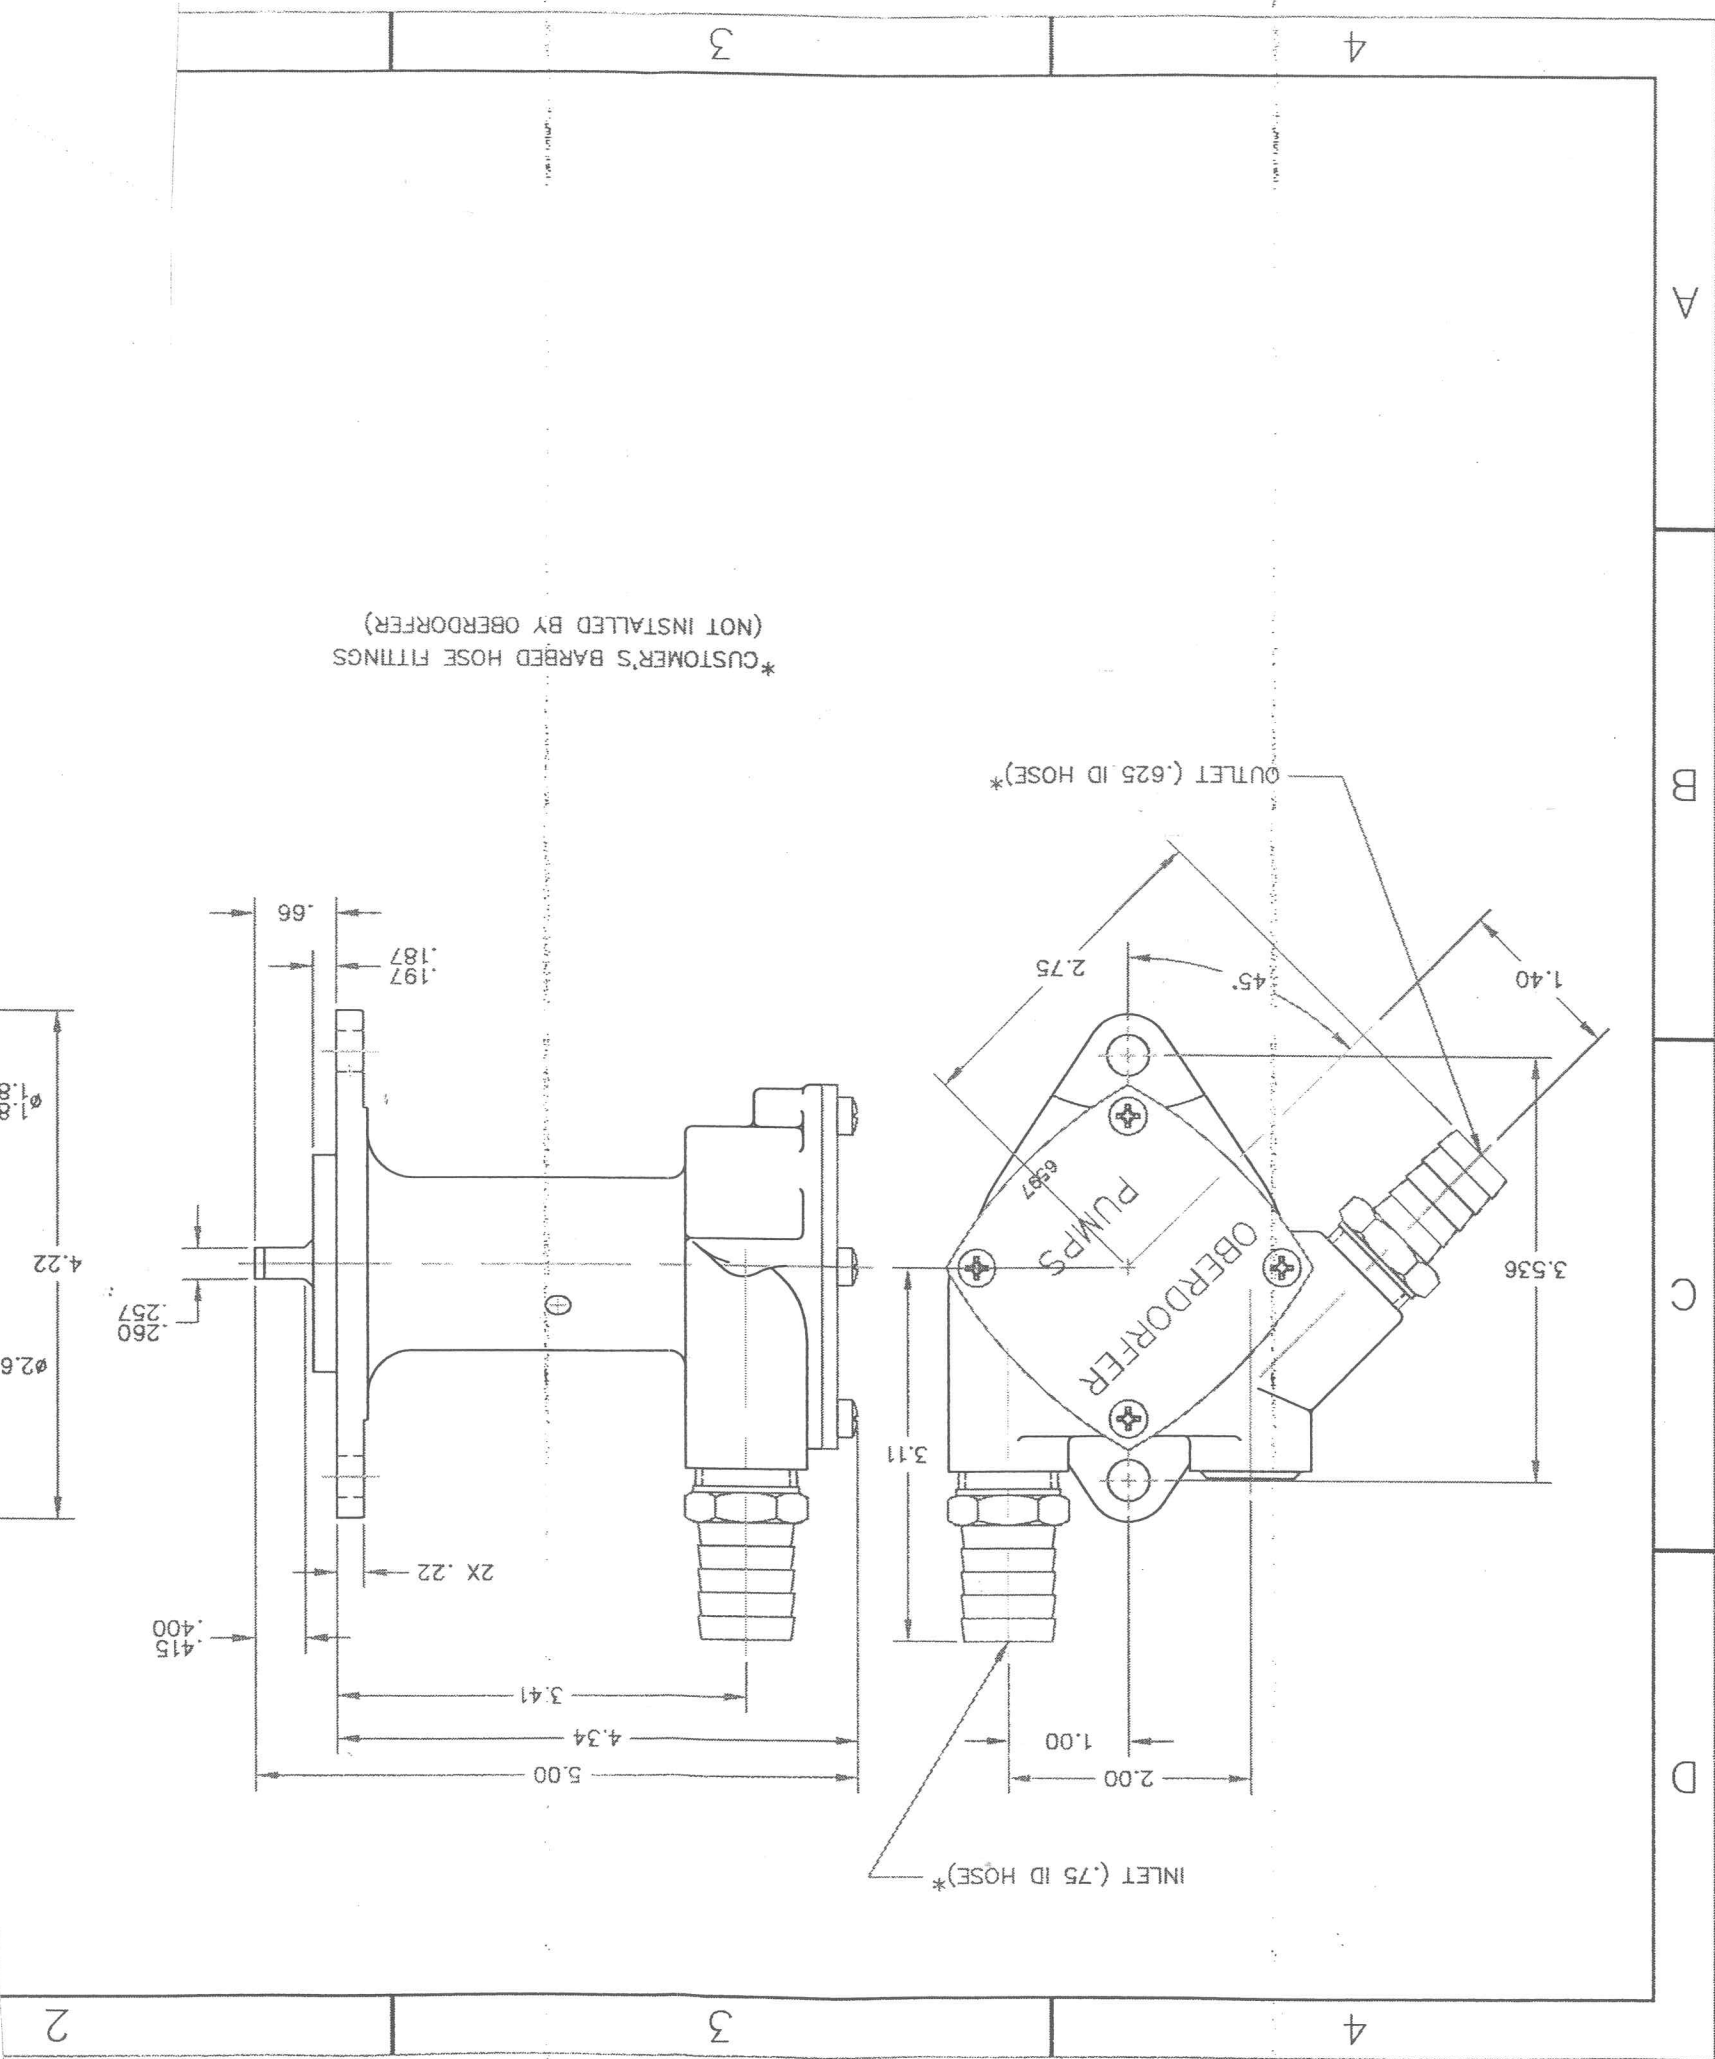 4
3
2
D
C
B
A
INLET (.75 ID HOSE)*
2.00
1.00
5.00
4.34
3.41
.415
.400
2X .22
3.11
OBERDORFER
PUMPS
6597
3.536
1.40
45°
2.75
.260
.257
4.22
.197
.187
.66
OUTLET (.625 ID HOSE)*
*CUSTOMER'S BARBED HOSE FITTINGS
(NOT INSTALLED BY OBERDORFER)
4
3